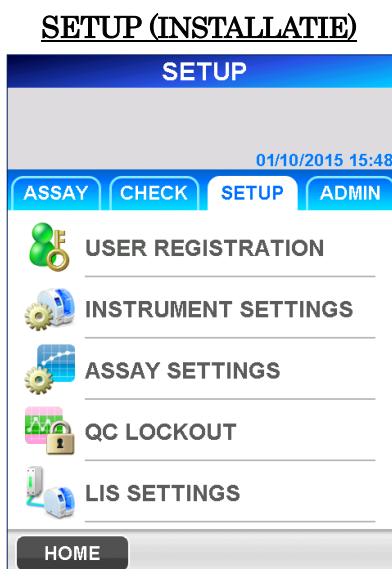 SETUP (INSTALLATIE)
SETUP
01/10/2015 15:48
ASSAY CHECK SETUP ADMIN
USER REGISTRATION
INSTRUMENT SETTINGS
ASSAY SETTINGS
QC LOCKOUT
LIS SETTINGS
HOME